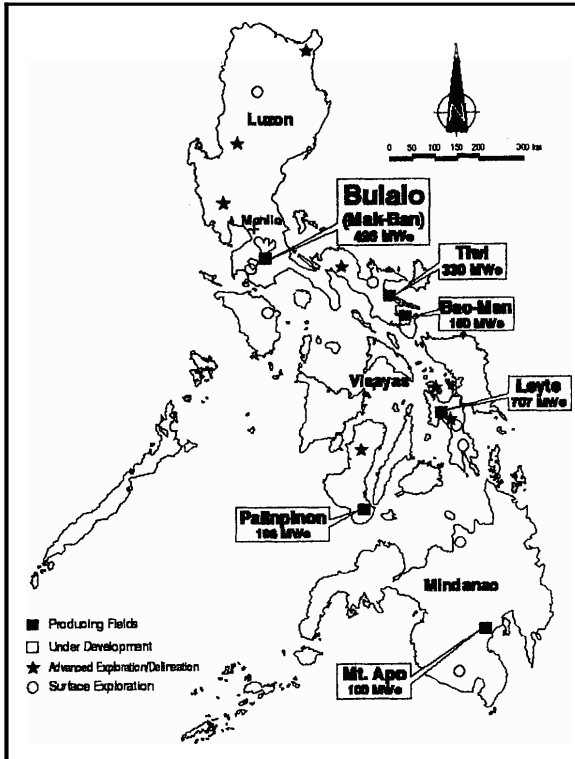 0 50 100 150 200 300 km
Luzon
Bulalo
(Mak-Ban)
426 MWe
Manila
Tiwi
330 MWe
Bac-Man
150 MWe
Visayas
Leyte
707 MWe
Palinpinon
MWe
Mindanao
Mt. Apo
MWe
Producing Fields
Under Development
Advanced Exploration/Delineation
Surface Exploration